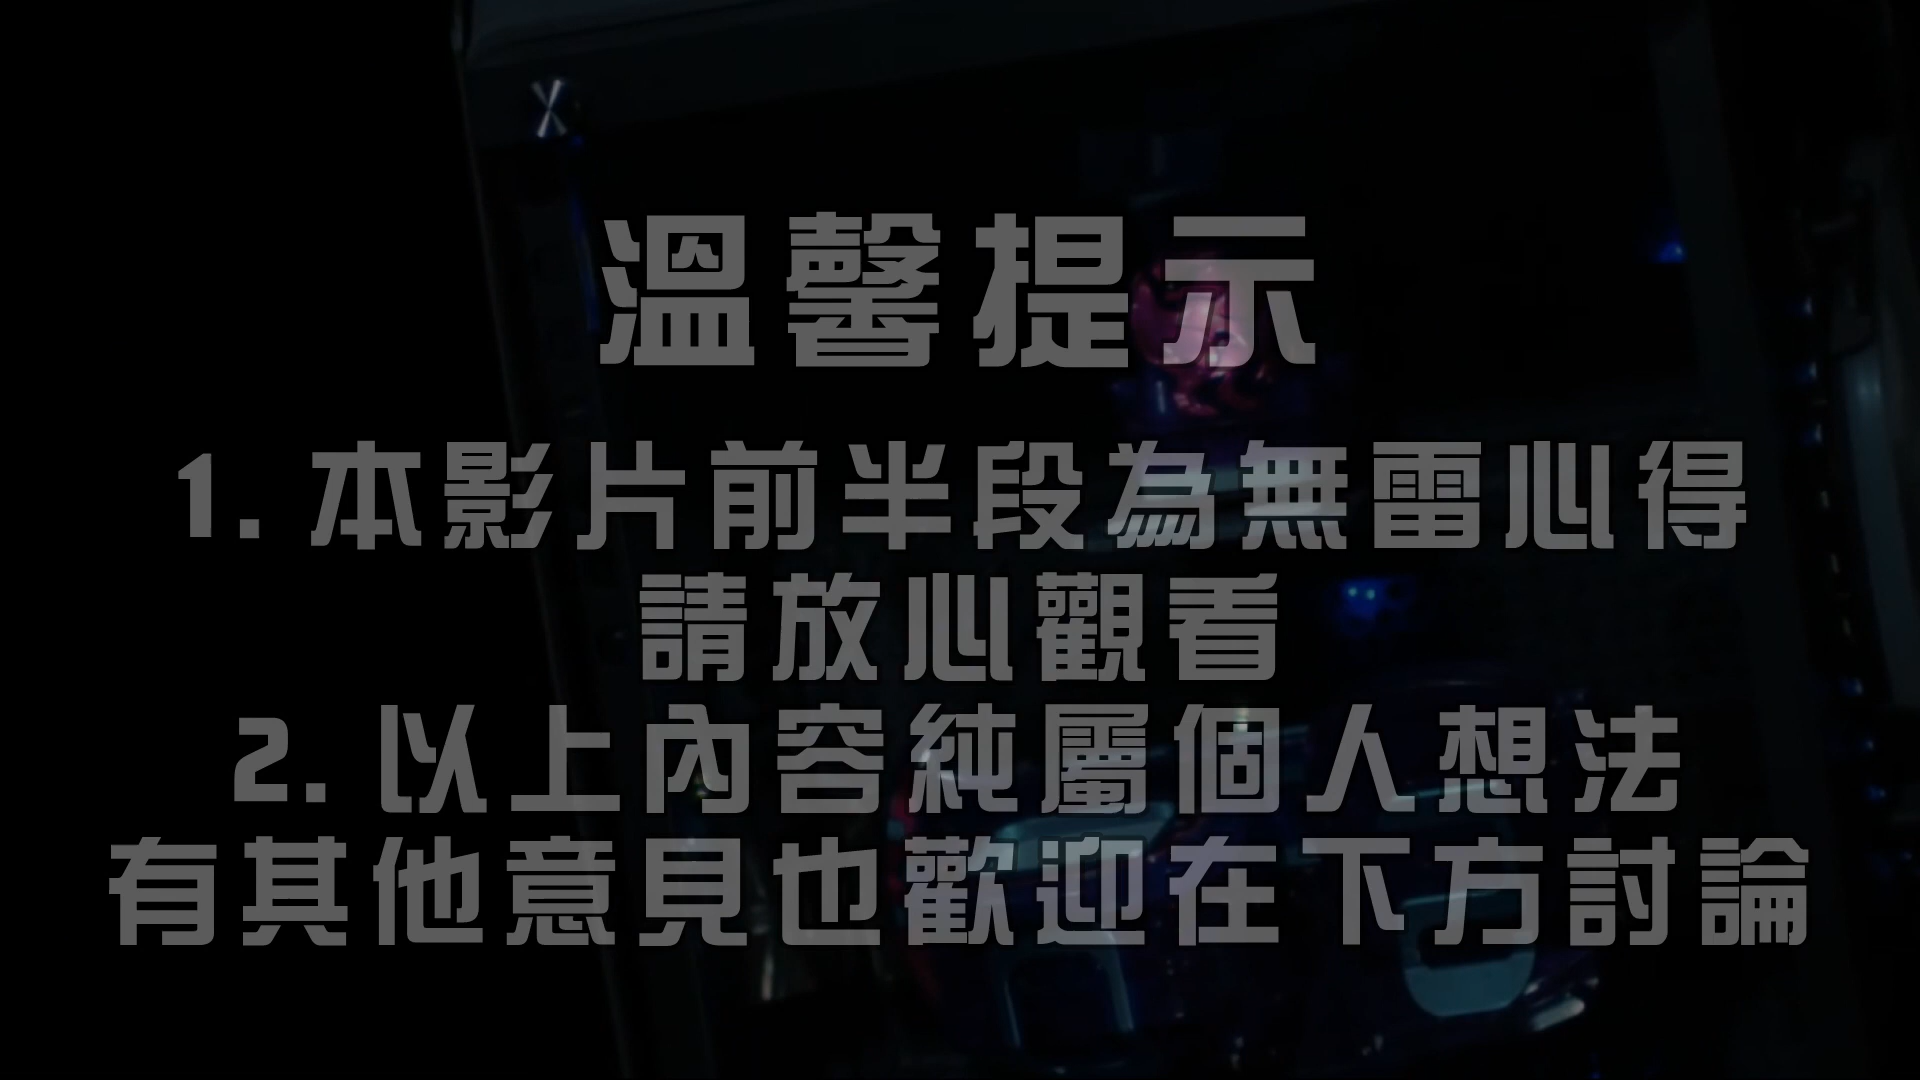 溫馨提示
1. 本影片前半段為無雷心得
請放心觀看
2. 以上內容純屬個人想法
有其他意見也歡迎在下方討論